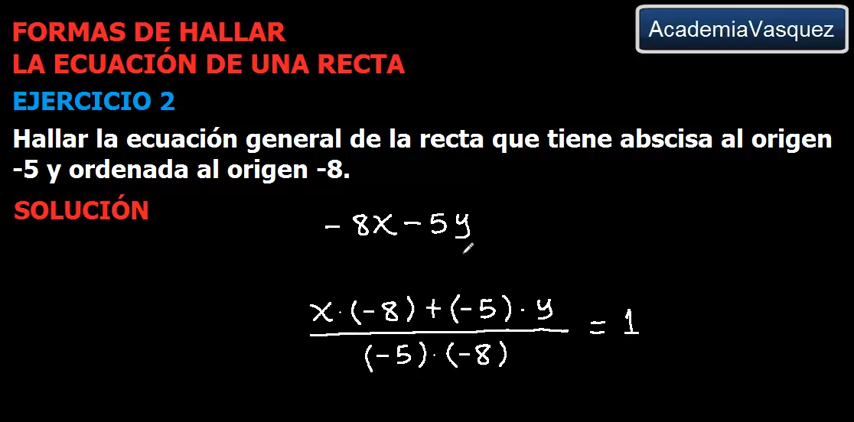 FORMAS DE HALLAR
LA ECUACIÓN DE UNA RECTA
AcademiaVasquez
EJERCICIO 2
Hallar la ecuación general de la recta que tiene abscisa al origen
-5 y ordenada al origen -8.
SOLUCIÓN
- 8x - 5y
x · (-8) + (-5) · y
= 1
(-5) · (-8)